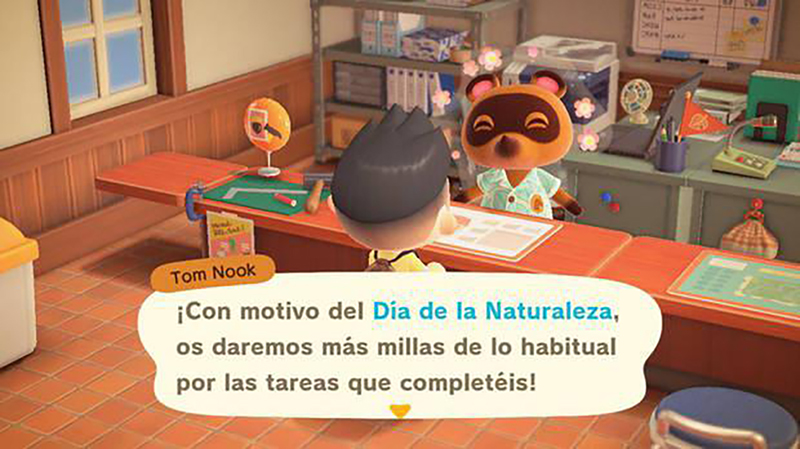 Tom Nook
¡Con motivo del Día de la Naturaleza,
os daremos más millas de lo habitual
por las tareas que completéis!